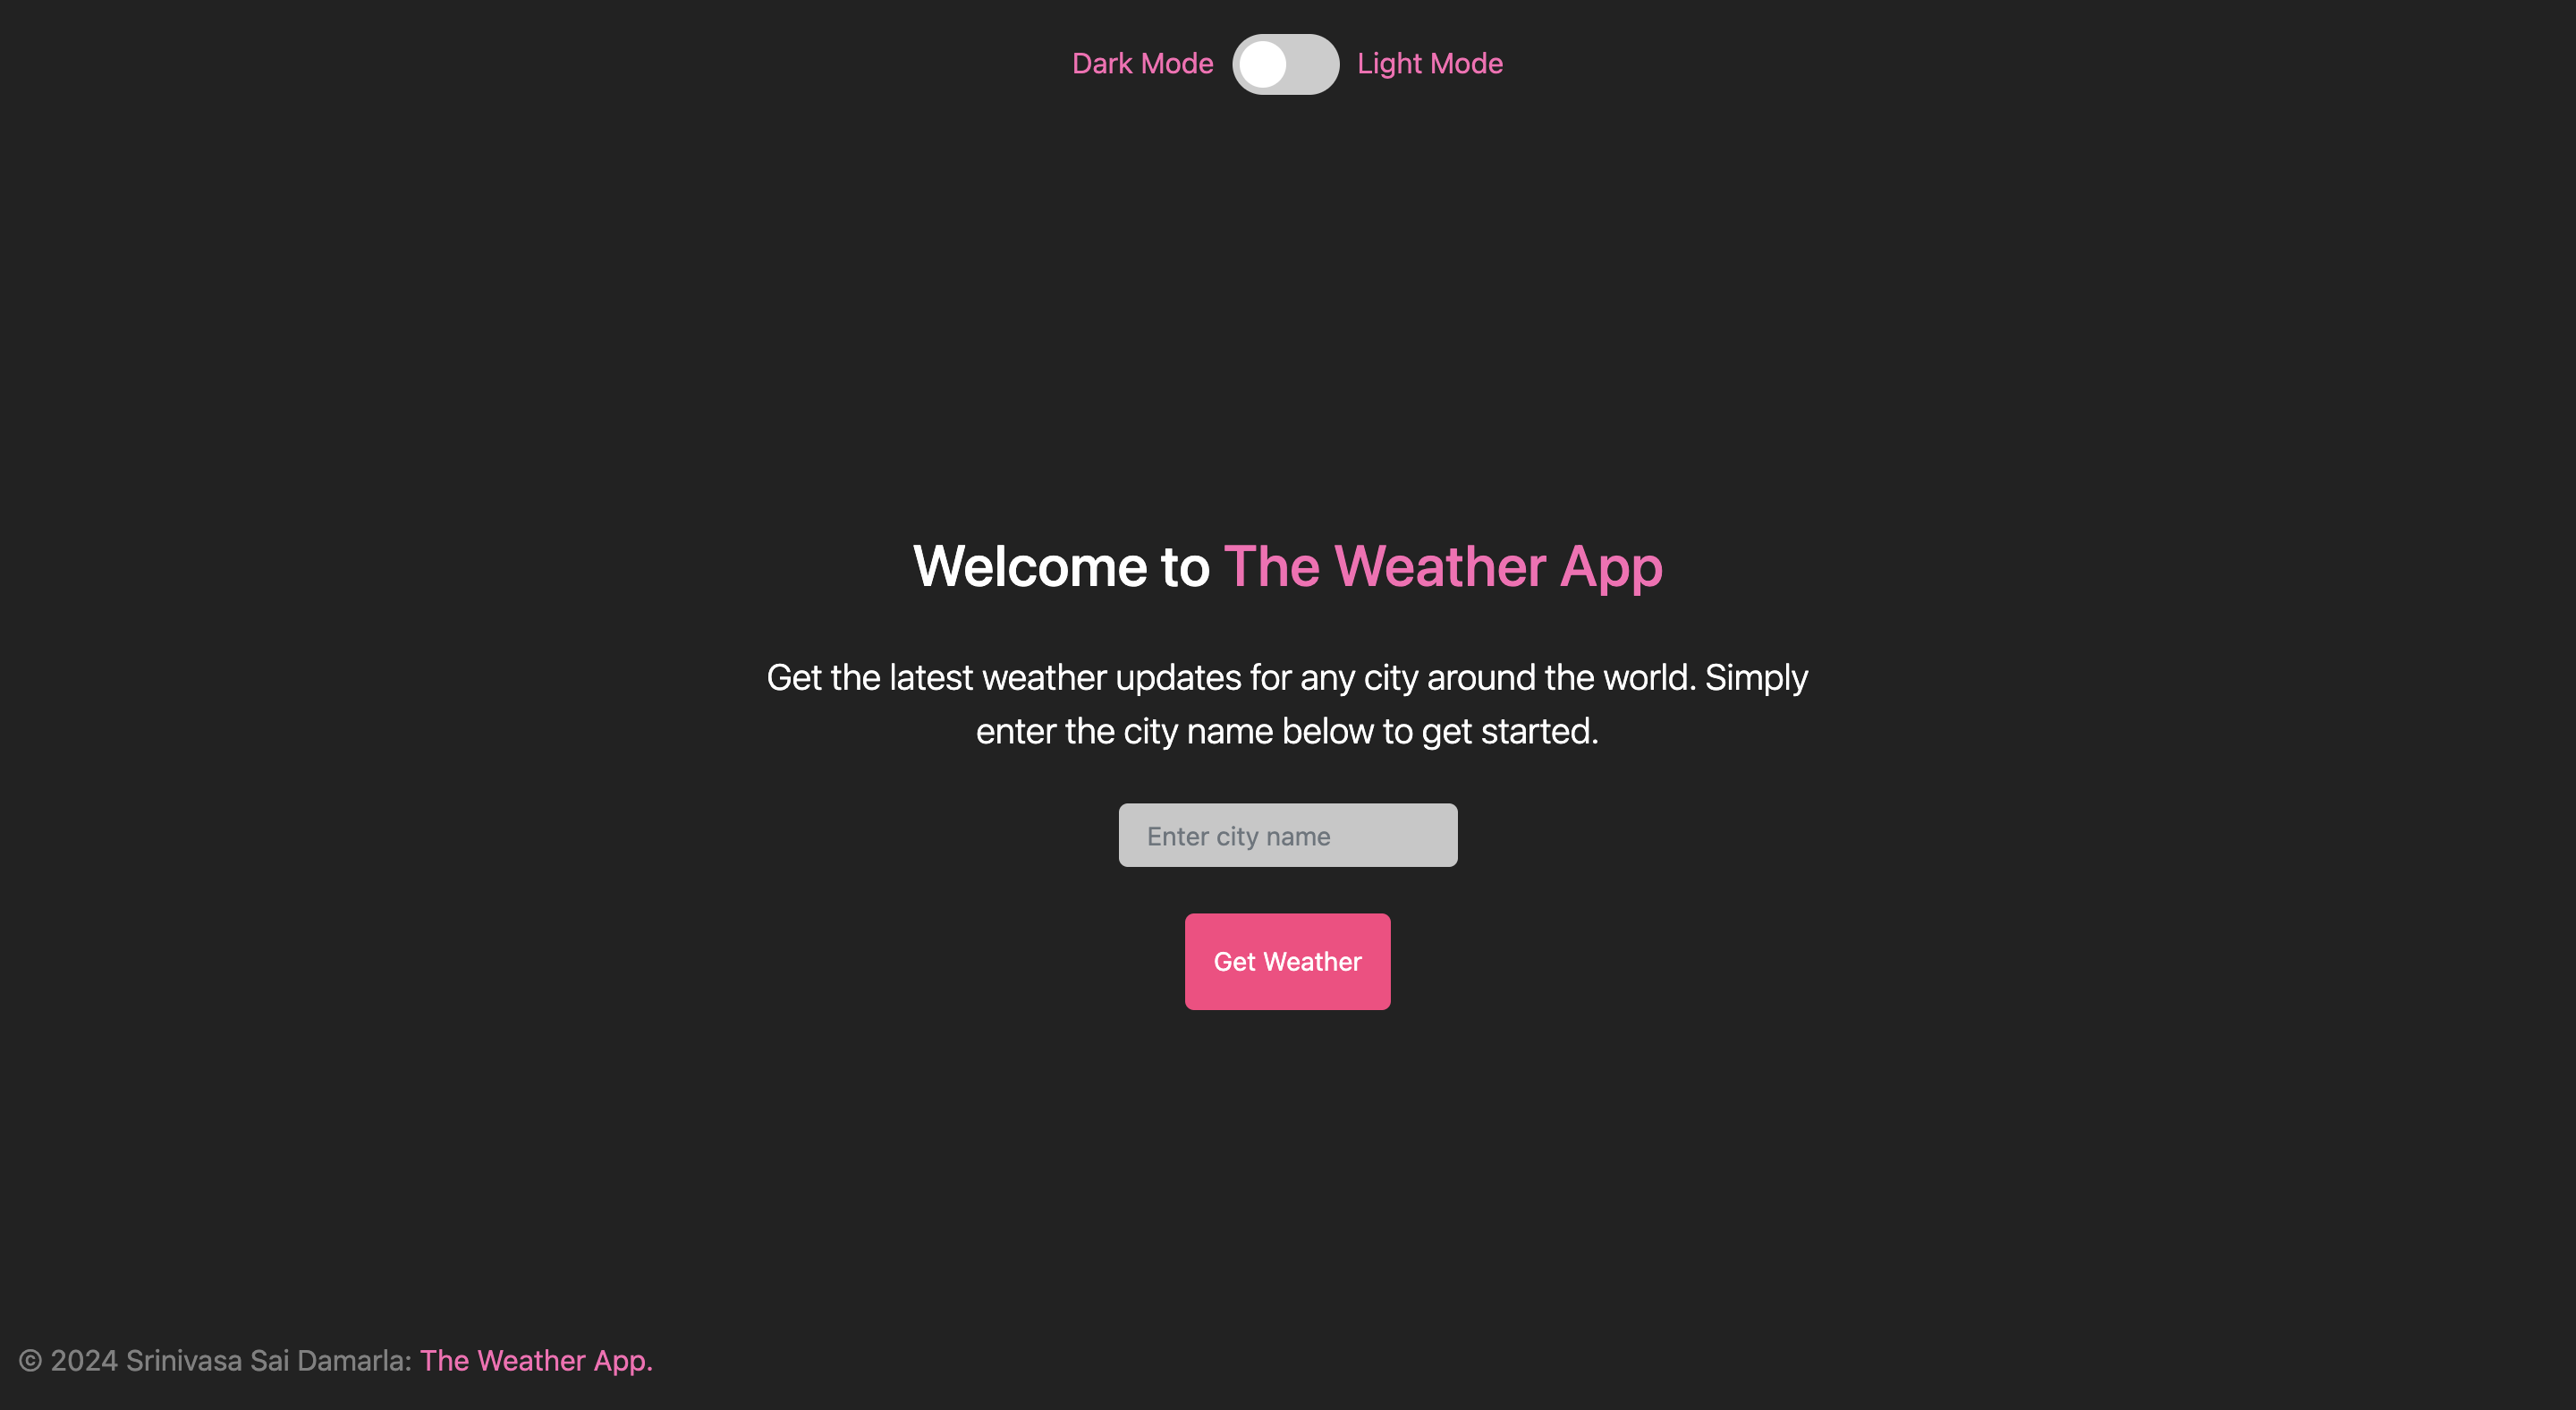 Dark Mode Light Mode
Welcome to The Weather App
Get the latest weather updates for any city around the world. Simply
enter the city name below to get started.
Enter city name
Get Weather
© 2024 Srinivasa Sai Damarla: The Weather App.